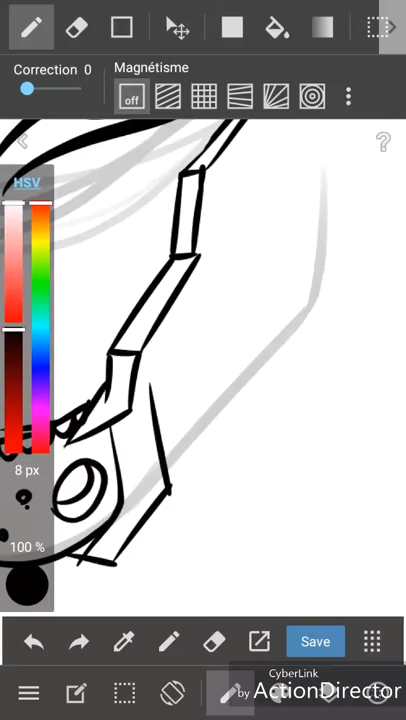 Correction 0
Magnétisme
off
HSV
8 px
100 %
Save
CyberLink
by ActionDirector